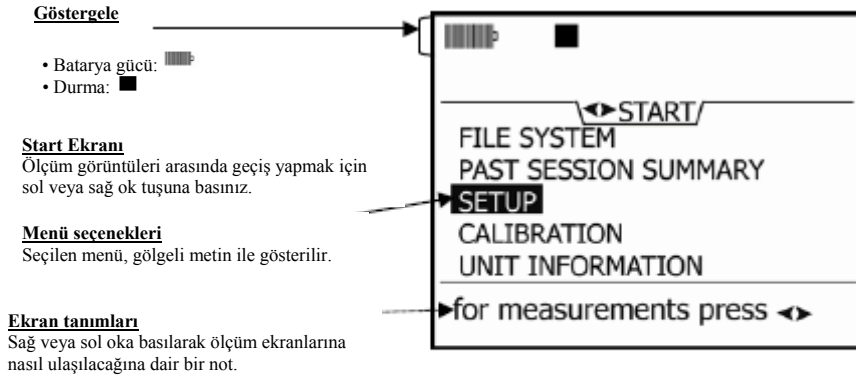 Göstergele
• Batarya gücü:
• Durma:
Start Ekranı
Ölçüm görüntüleri arasında geçiş yapmak için
sol veya sağ ok tuşuna basınız.
Menü seçenekleri
Seçilen menü, gölgeli metin ile gösterilir.
Ekran tanımları
Sağ veya sol oka basılarak ölçüm ekranlarına
nasıl ulaşılacağına dair bir not.
START
FILE SYSTEM
PAST SESSION SUMMARY
SETUP
CALIBRATION
UNIT INFORMATION
for measurements press